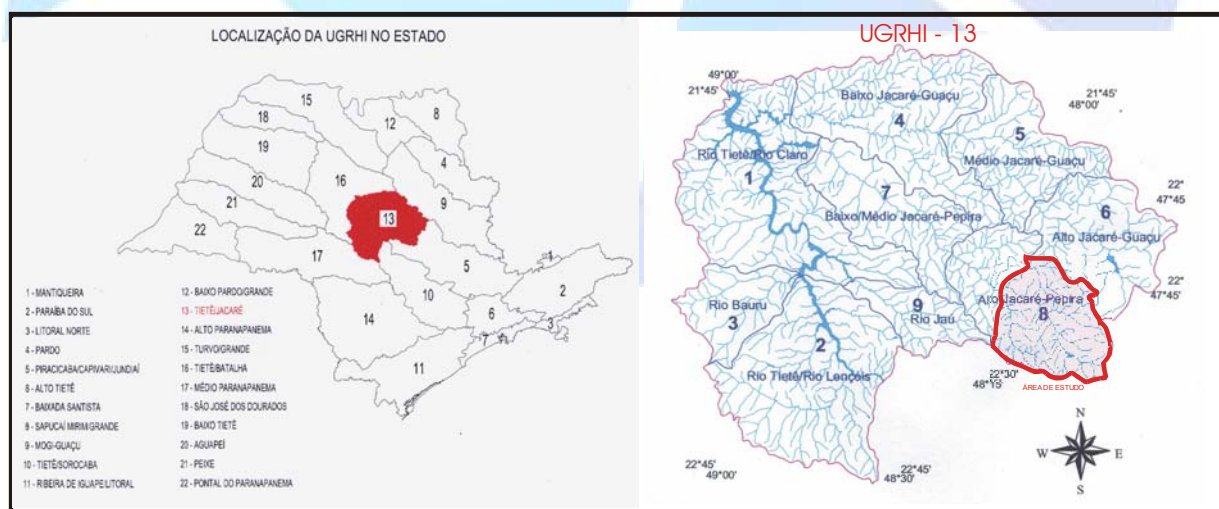 LOCALIZAÇÃO DA UGRHI NO ESTADO
15
18
12
8
19
4
16
20
9
21
13
22
17
5
1
10
2
6
14
3
7
11
1 - MANTIQUEIRA
2 - PARAÍBA DO SUL
3 - LITORAL NORTE
4 - PARDO
5 - PIRACICABA/CAPIVARI/JUNDIAÍ
6 - ALTO TIETÊ
7 - BAIXADA SANTISTA
8 - SAPUCAÍ MIRIM/GRANDE
9 - MOGI-GUAÇU
10 - TIETÊ/SOROCABA
11 - RIBEIRA DE IGUAPE/LITORAL
12 - BAIXO PARDO/GRANDE
13 - TIETÊ/JACARÉ
14 - ALTO PARANAPANEMA
15 - TURVO/GRANDE
16 - TIETÊ/BATALHA
17 - MÉDIO PARANAPANEMA
18 - SÃO JOSÉ DOS DOURADOS
19 - BAIXO TIETÊ
20 - AGUAPEÍ
21 - PEIXE
22 - PONTAL DO PARANAPANEMA
UGRHI - 13
49°00'
21°45'
21°45'
48°00'
Baixo Jacaré-Guaçu
4
5
Médio Jacaré-Guaçu
Rio Tietê/Rio Claro
1
7
Baixo/Médio Jacaré-Pepira
22°
47°45
6
Alto Jacaré-Guaçu
22°
47°45'
Jacaré-Pepira
8
Rio Bauru
3
9
Rio Jaú
2
Rio Tietê/Rio Lençóis
22°30'
48°15'
ÁREA DE ESTUDO
22°45'
49°00'
22°45'
48°30'
N
W
E
S